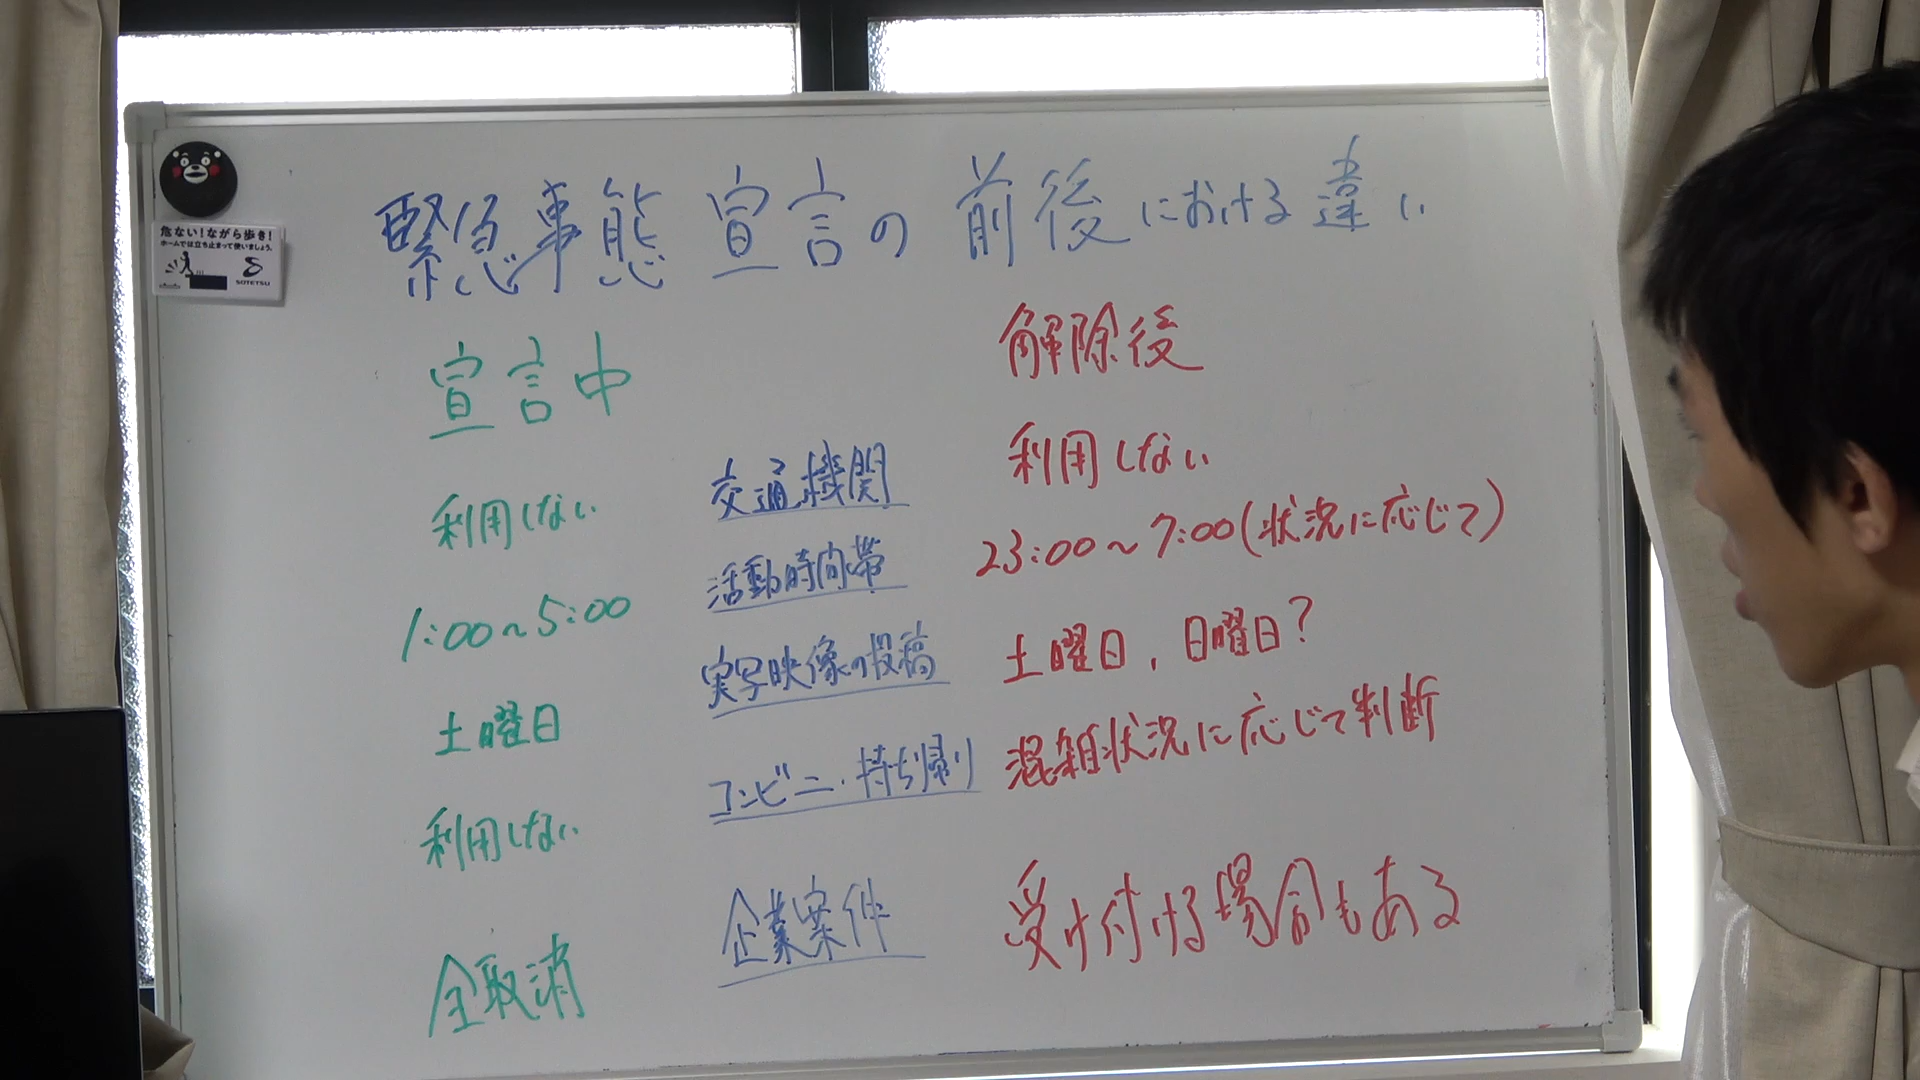 緊急事態宣言の前後における違い
危ない!ながら歩き!
ホームでは立ち止まって使いましょう。
SOTETSU
宣言中
解除後
利用しない
交通機関
利用しない
1:00~5:00
活動時間帯
23:00~7:00(状況に応じて)
土曜日
実写映像の投稿
土曜日,日曜日?
利用しない
コンビニ・持ち帰り
混雑状況に応じて判断
全取消
企業案件
受け付ける場合もある